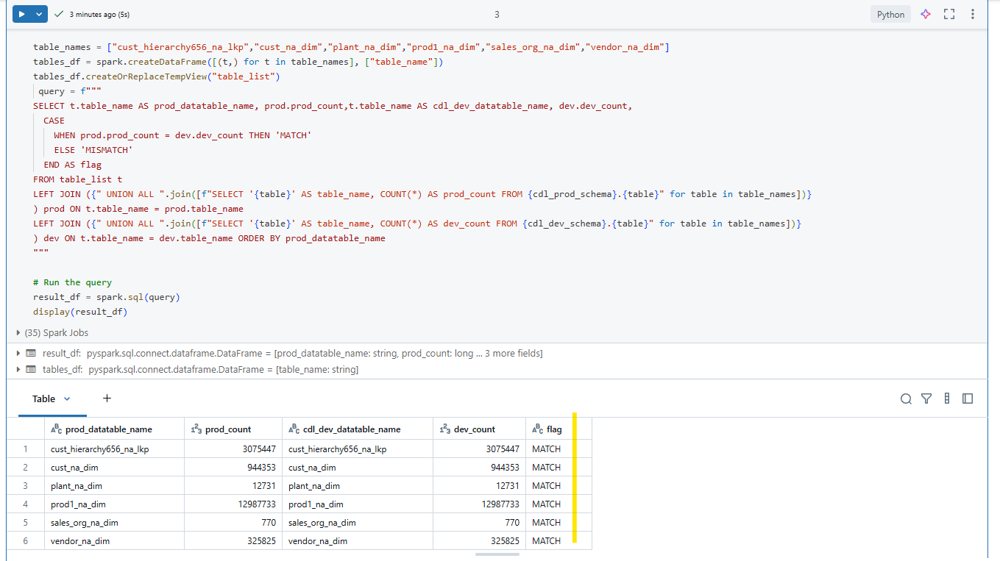 3 minutes ago (5s)
3
Python
table_names = ["cust_hierarchy656_na_lkp","cust_na_dim","plant_na_dim","prod1_na_dim","sales_org_na_dim","vendor_na_dim"]
tables_df = spark.createDataFrame([(t,) for t in table_names], ["table_name"])
tables_df.createOrReplaceTempView("table_list")
query = f"""
SELECT t.table_name AS prod_datatable_name, prod.prod_count,t.table_name AS cdl_dev_datatable_name, dev.dev_count,
CASE
WHEN prod.prod_count = dev.dev_count THEN 'MATCH'
ELSE 'MISMATCH'
END AS flag
FROM table_list t
LEFT JOIN ({" UNION ALL ".join([f"SELECT '{table}' AS table_name, COUNT(*) AS prod_count FROM {cdl_prod_schema}.{table}" for table in table_names])}
) prod ON t.table_name = prod.table_name
LEFT JOIN ({" UNION ALL ".join([f"SELECT '{table}' AS table_name, COUNT(*) AS dev_count FROM {cdl_dev_schema}.{table}" for table in table_names])}
) dev ON t.table_name = dev.table_name ORDER BY prod_datatable_name
"""
# Run the query
result_df = spark.sql(query)
display(result_df)
(35) Spark Jobs
result_df: pyspark.sql.connect.dataframe.DataFrame = [prod_datatable_name: string, prod_count: long ... 3 more fields]
tables_df: pyspark.sql.connect.dataframe.DataFrame = [table_name: string]
Table +
ABC prod_datatable_name 123 prod_count ABC cdl_dev_datatable_name 123 dev_count ABC flag
1 cust_hierarchy656_na_lkp 3075447 cust_hierarchy656_na_lkp 3075447 MATCH
2 cust_na_dim 944353 cust_na_dim 944353 MATCH
3 plant_na_dim 12731 plant_na_dim 12731 MATCH
4 prod1_na_dim 12987733 prod1_na_dim 12987733 MATCH
5 sales_org_na_dim 770 sales_org_na_dim 770 MATCH
6 vendor_na_dim 325825 vendor_na_dim 325825 MATCH